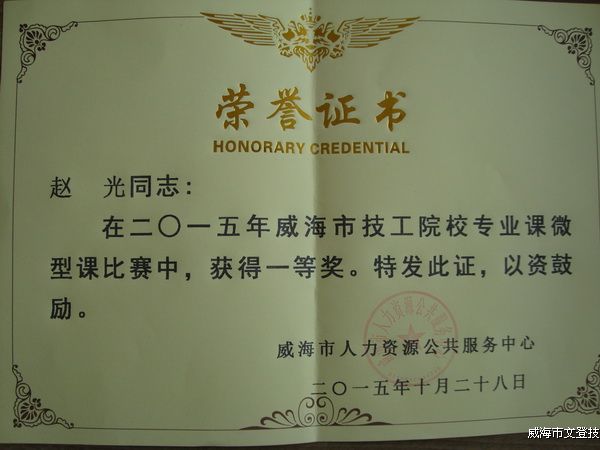 荣誉证书
HONORARY CREDENTIAL
赵 光同志：
在二〇一五年威海市技工院校专业课微
型课比赛中，获得一等奖。特发此证，以资鼓
励。
威海市人力资源公共服务中心
二〇一五年十月二十八日
威海市文登技